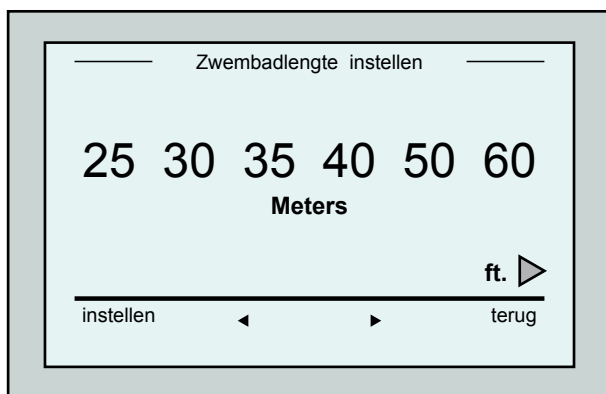 Zwembadlengte instellen
25 30 35 40 50 60
Meters
ft.
instellen ◄ ► terug